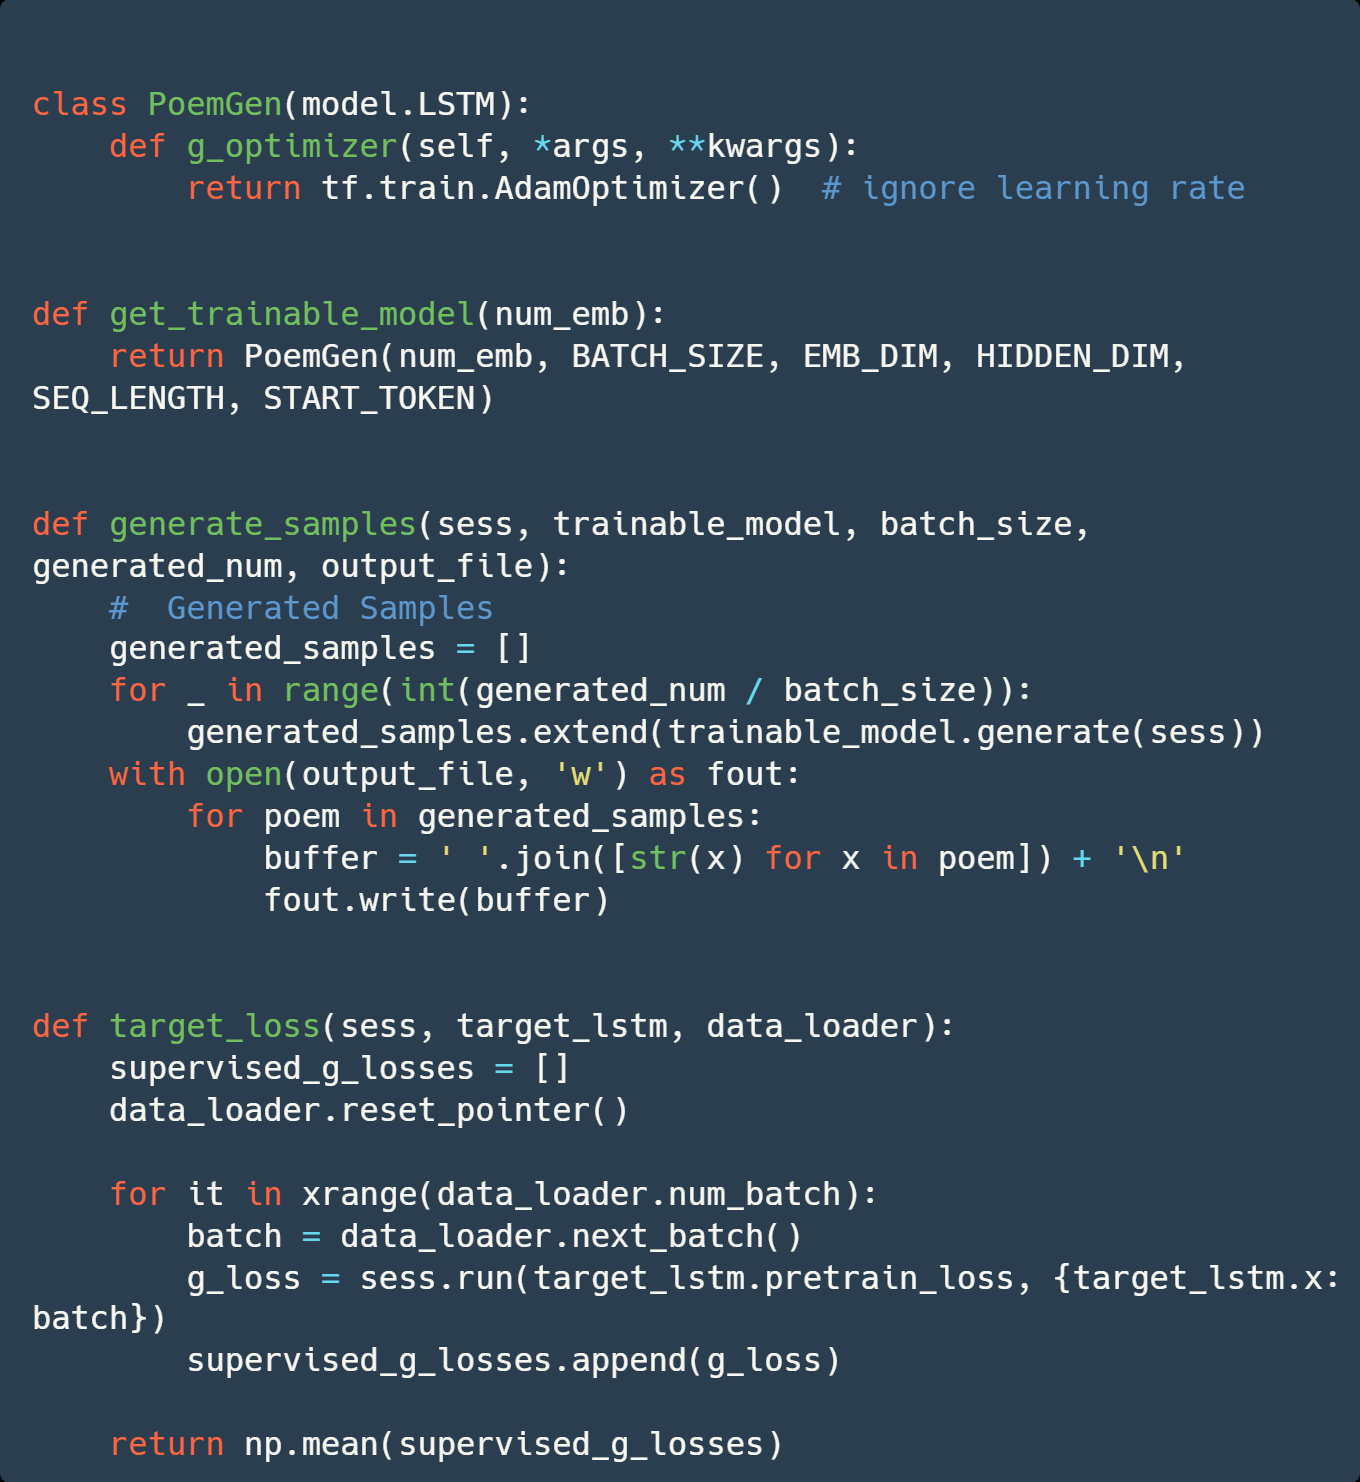 class PoemGen(model.LSTM):
    def g_optimizer(self, *args, **kwargs):
        return tf.train.AdamOptimizer()  # ignore learning rate


def get_trainable_model(num_emb):
    return PoemGen(num_emb, BATCH_SIZE, EMB_DIM, HIDDEN_DIM,
SEQ_LENGTH, START_TOKEN)


def generate_samples(sess, trainable_model, batch_size,
generated_num, output_file):
    #  Generated Samples
    generated_samples = []
    for _ in range(int(generated_num / batch_size)):
        generated_samples.extend(trainable_model.generate(sess))
    with open(output_file, 'w') as fout:
        for poem in generated_samples:
            buffer = ' '.join([str(x) for x in poem]) + '\n'
            fout.write(buffer)


def target_loss(sess, target_lstm, data_loader):
    supervised_g_losses = []
    data_loader.reset_pointer()

    for it in xrange(data_loader.num_batch):
        batch = data_loader.next_batch()
        g_loss = sess.run(target_lstm.pretrain_loss, {target_lstm.x:
batch})
        supervised_g_losses.append(g_loss)

    return np.mean(supervised_g_losses)